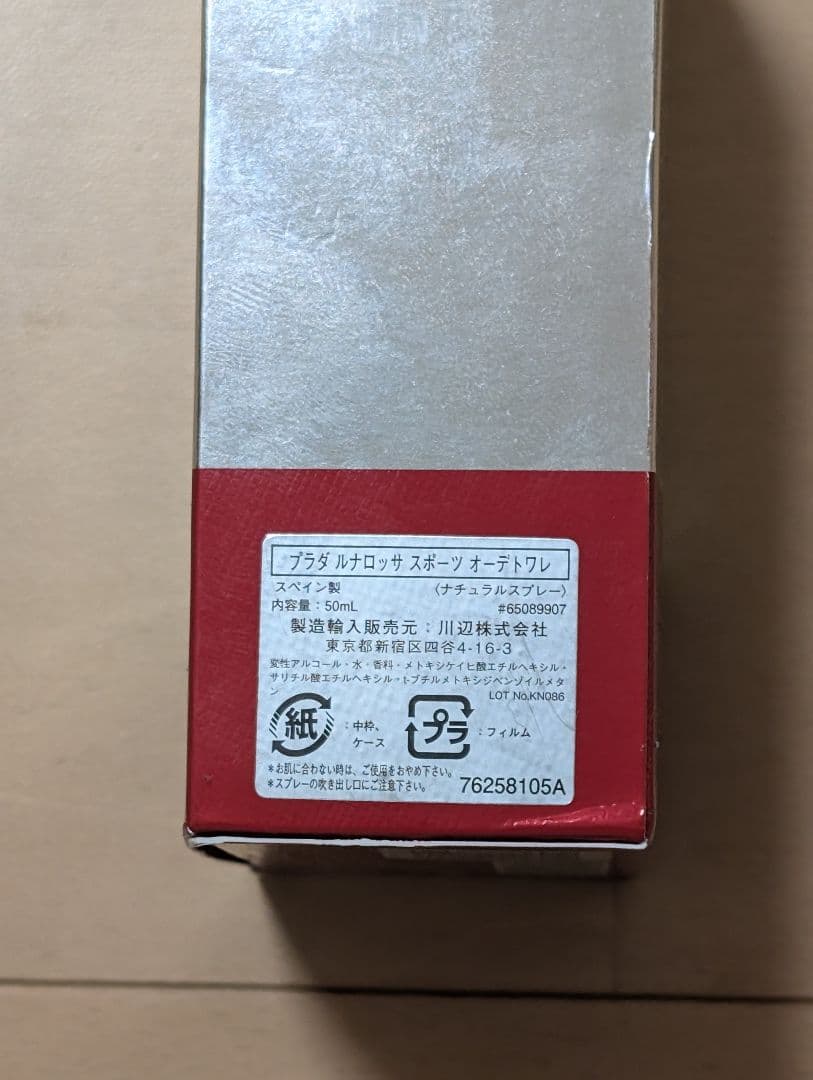 プラダ ルナロッサ スポーツ オーデトワレ
スペイン製 〈ナチュラルスプレー〉
内容量：50mL #65089907
製造輸入販売元：川辺株式会社
東京都新宿区四谷4-16-3
変性アルコール・水・香料・メトキシケイヒ酸エチルヘキシル・
サリチル酸エチルヘキシル・t-ブチルメトキシジベンゾイルメタ
ン LOT No.KN086
紙 ：中枠、
ケース
プラ ：フィルム
＊お肌に合わない時は、ご使用をおやめ下さい。
＊スプレーの吹き出し口にご注意下さい。 76258105A